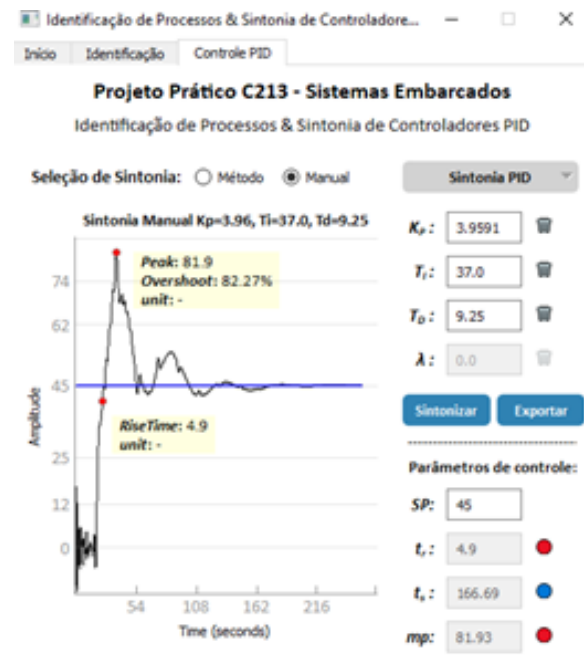 Identificação de Processos & Sintonia de Controladore...
Início Identificação Controle PID
Projeto Prático C213 - Sistemas Embarcados
Identificação de Processos & Sintonia de Controladores PID
Seleção de Sintonia: Método Manual
Sintonia PID
Sintonia Manual Kp=3.96, Ti=37.0, Td=9.25
Peak: 81.9
Overshoot: 82.27%
unit: -
RiseTime: 4.9
unit: -
74
62
45
25
12
0
Amplitude
54 108 162 216
Time (seconds)
Kₚ : 3.9591
Tᵢ : 37.0
T_D : 9.25
λ : 0.0
Sintonizar Exportar
Parâmetros de controle:
SP: 45
tᵣ : 4.9
tₛ : 166.69
mp: 81.93